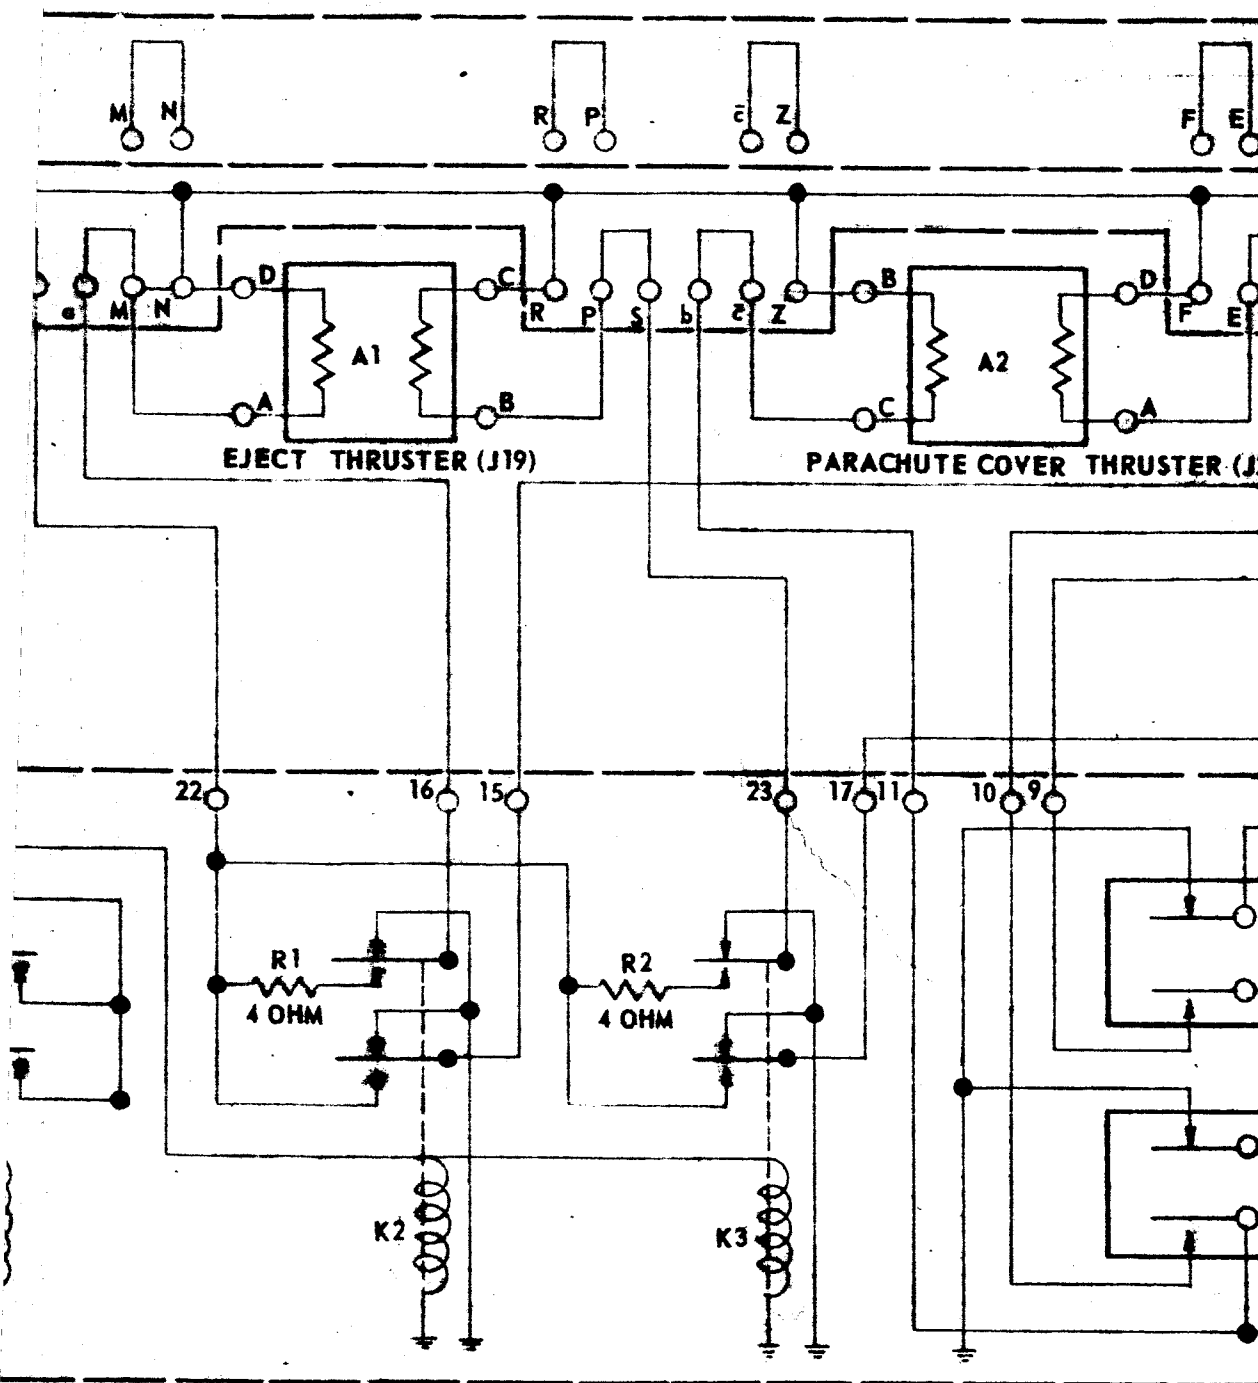 M N R P c̄ Z F E
D C B D
a M N R P S b c̄ Z F E
A1 A2
A B C A
EJECT THRUSTER (J19)
PARACHUTE COVER THRUSTER (J
22 16 15 23 17 11 10 9
R1 R2
4 OHM 4 OHM
K2 K3